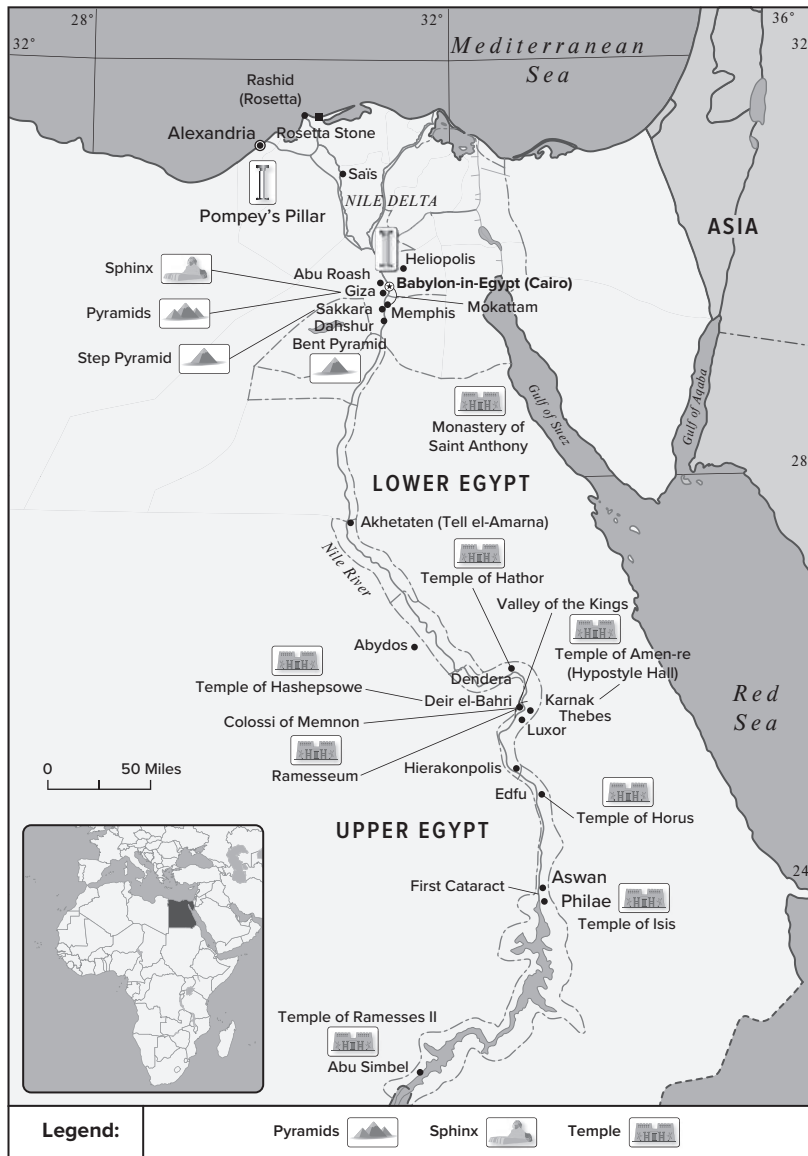 28°
32°
36°
32°
32
Mediterranean
Sea
Rashid
(Rosetta)
Alexandria
Rosetta Stone
Saïs
NILE DELTA
Pompey's Pillar
ASIA
Heliopolis
Sphinx
Abu Roash
Babylon-in-Egypt (Cairo)
Giza
Mokattam
Pyramids
Sakkara
Memphis
Dahshur
Bent Pyramid
Step Pyramid
Gulf of Suez
Gulf of Aqaba
Monastery of
Saint Anthony
28
LOWER EGYPT
Akhetaten (Tell el-Amarna)
Nile River
Temple of Hathor
Valley of the Kings
Abydos
Temple of Amen-re
(Hypostyle Hall)
Dendera
Temple of Hashepsowe
Deir el-Bahri
Karnak
Thebes
Red
Sea
Colossi of Memnon
Luxor
Ramesseum
Hierakonpolis
0 50 Miles
Edfu
Temple of Horus
UPPER EGYPT
24
First Cataract
Aswan
Philae
Temple of Isis
Temple of Ramesses II
Abu Simbel
Legend:
Pyramids
Sphinx
Temple